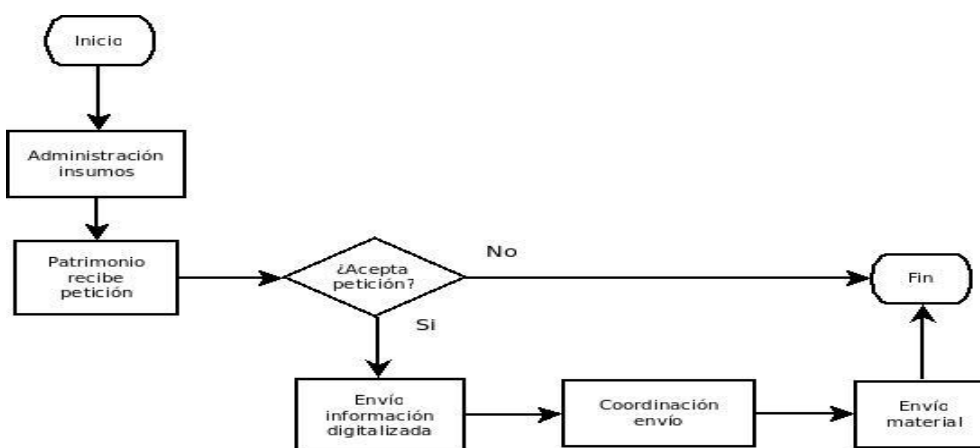 Inicio
Administración
insumos
Patrimonio
recibe
petición
¿Acepta
petición?
No
Si
Fin
Envío
información
digitalizada
Coordinación
envío
Envío
material